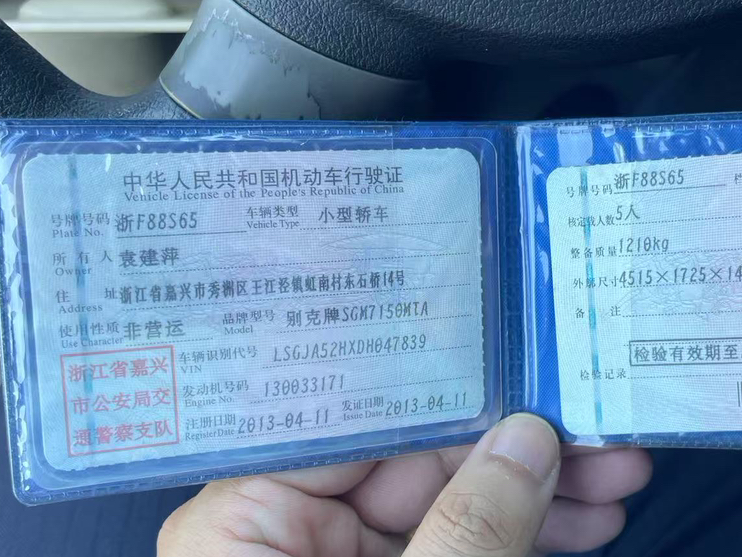 中华人民共和国机动车行驶证
Vehicle License of the People's Republic of China
号牌号码 浙F88S65 车辆类型 小型轿车
Plate No. Vehicle Type
所有人 袁建萍
Owner
住址 浙江省嘉兴市秀洲区王江泾镇虹南村东石桥14号
Address
使用性质 非营运 品牌型号 别克牌SGM7150MTA
Use Character Model
浙江省嘉兴
市公安局交
通警察支队
车辆识别代号 LSGJA52HXDH047839
VIN
发动机号码 130033171
Engine No.
注册日期 2013-04-11 发证日期 2013-04-11
Register Date Issue Date
号牌号码 浙F88S65
核定载人数 5人
整备质量 1210kg
外廓尺寸 4515×1725×14
备注
检验有效期至
检验记录